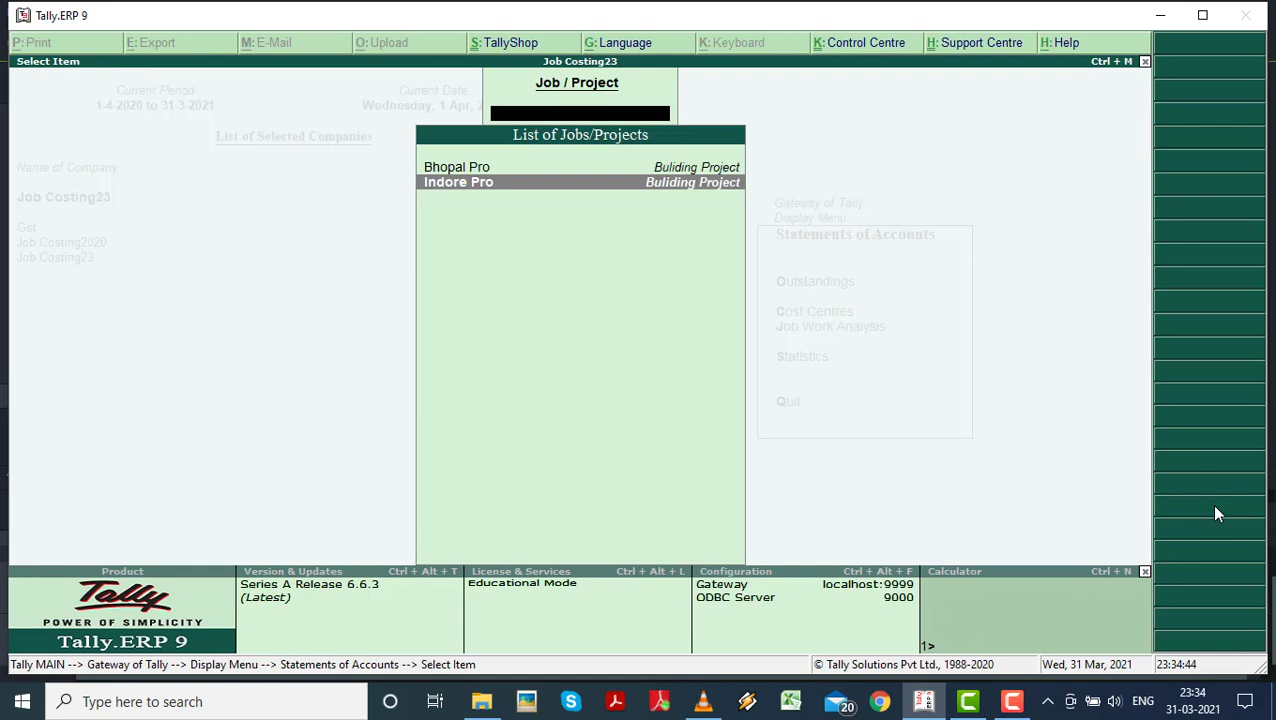 Tally.ERP 9
P: Print
E: Export
M: E-Mail
O: Upload
S: TallyShop
G: Language
K: Keyboard
K: Control Centre
H: Support Centre
H: Help
Select Item
Job Costing23
Ctrl + M
Current Period
1-4-2020 to 31-3-2021
Current Date
Wednesday, 1 Apr, 2
List of Selected Companies
Name of Company
Job Costing23
Gst
Job Costing2020
Job Costing23
Job / Project
List of Jobs/Projects
Bhopal Pro Buliding Project
Indore Pro Buliding Project
Gateway of Tally
Display Menu
Statements of Accounts
Outstandings
Cost Centres
Job Work Analysis
Statistics
Quit
Product
Tally
POWER OF SIMPLICITY
Tally.ERP 9
Version & Updates Ctrl + Alt + T
Series A Release 6.6.3
(Latest)
License & Services Ctrl + Alt + L
Educational Mode
Configuration Ctrl + Alt + F
Gateway localhost:9999
ODBC Server 9000
Calculator Ctrl + N
1>
Tally MAIN --> Gateway of Tally --> Display Menu --> Statements of Accounts --> Select Item
© Tally Solutions Pvt Ltd., 1988-2020
Wed, 31 Mar, 2021
23:34:44
Type here to search
20
ENG
23:34
31-03-2021